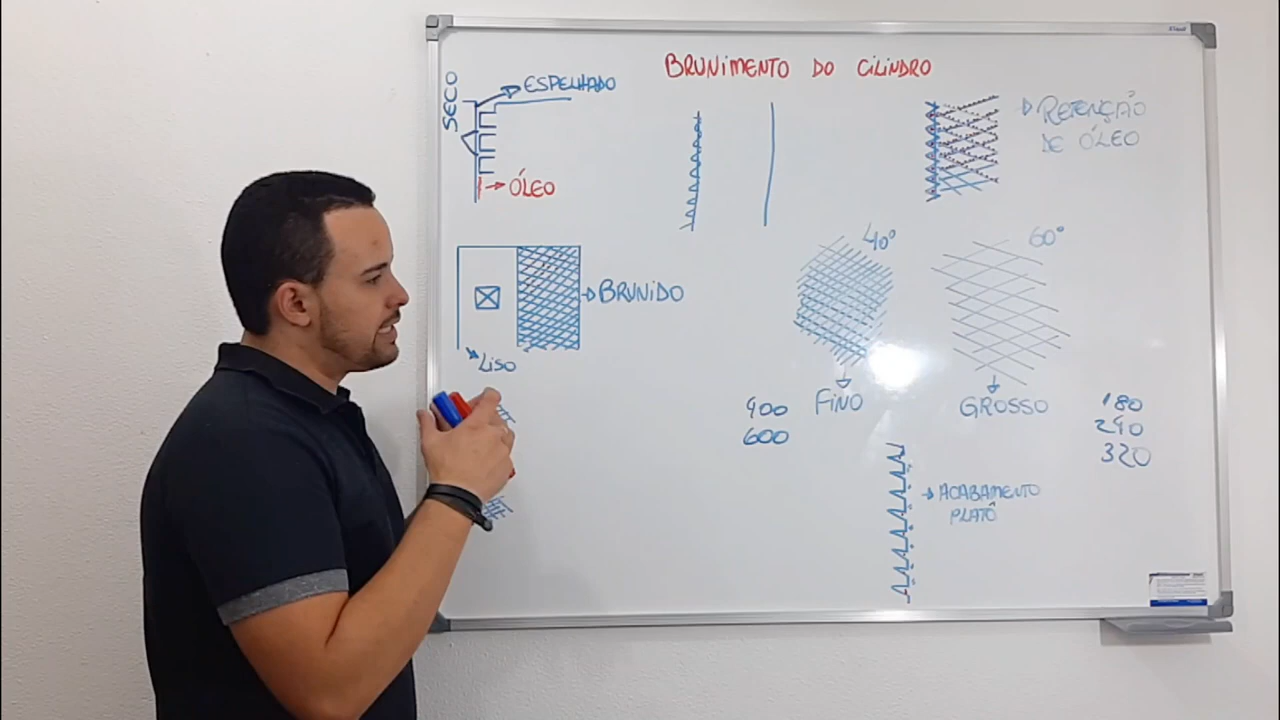 BRUNIMENTO DO CILINDRO
SECO
ESPELHADO
ÓLEO
RETENÇÃO
DE ÓLEO
40°
60°
BRUNIDO
LISO
FINO
GROSSO
400
600
180
240
320
ACABAMENTO
PLATÔ